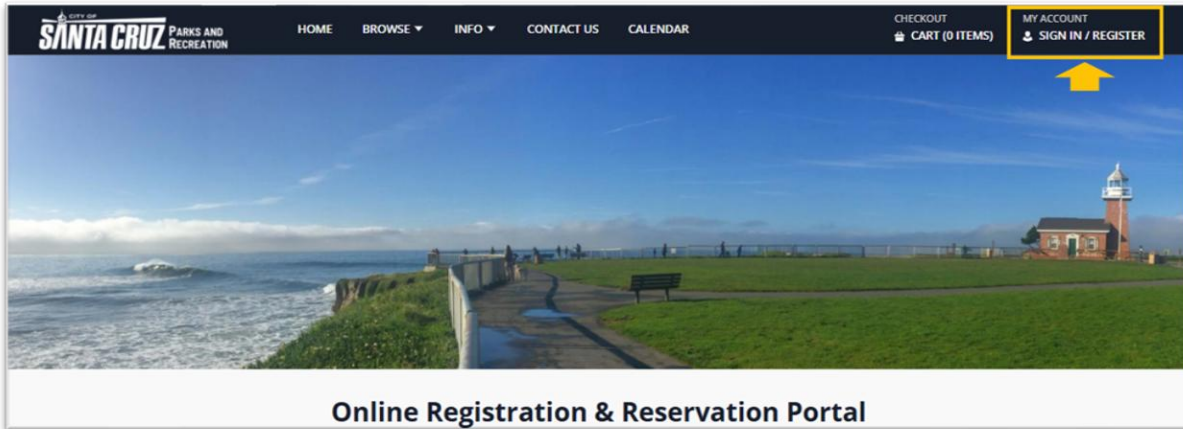 CITY OF
SANTA CRUZ PARKS AND
RECREATION
HOME BROWSE INFO CONTACT US CALENDAR
CHECKOUT
CART (0 ITEMS)
MY ACCOUNT
SIGN IN / REGISTER
Online Registration & Reservation Portal